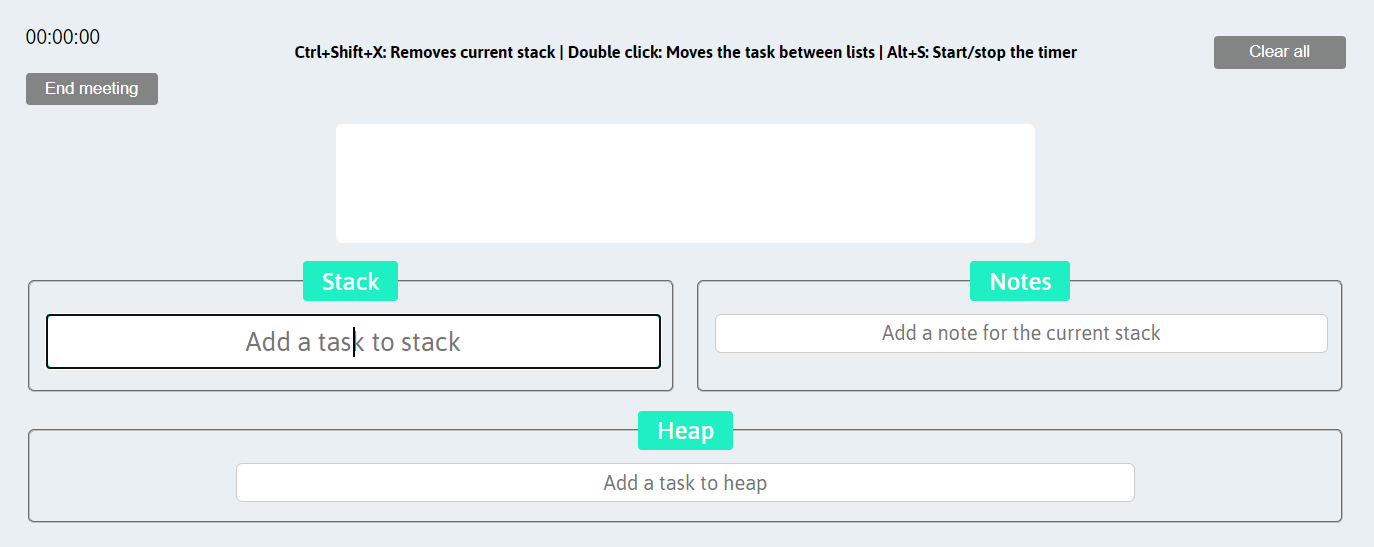 00:00:00
Ctrl+Shift+X: Removes current stack | Double click: Moves the task between lists | Alt+S: Start/stop the timer
Clear all
End meeting
Stack
Notes
Add a task to stack
Add a note for the current stack
Heap
Add a task to heap